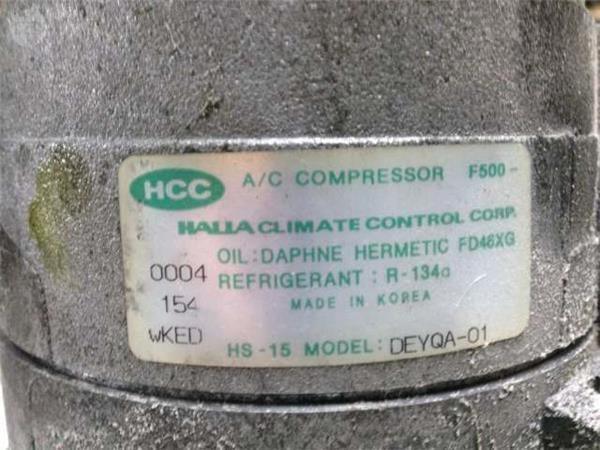 HCC A/C COMPRESSOR F500-
HALLA CLIMATE CONTROL CORP.
OIL: DAPHNE HERMETIC FD46XG
0004 REFRIGERANT: R-134a
154 MADE IN KOREA
wKED HS-15 MODEL: DEYQA-01